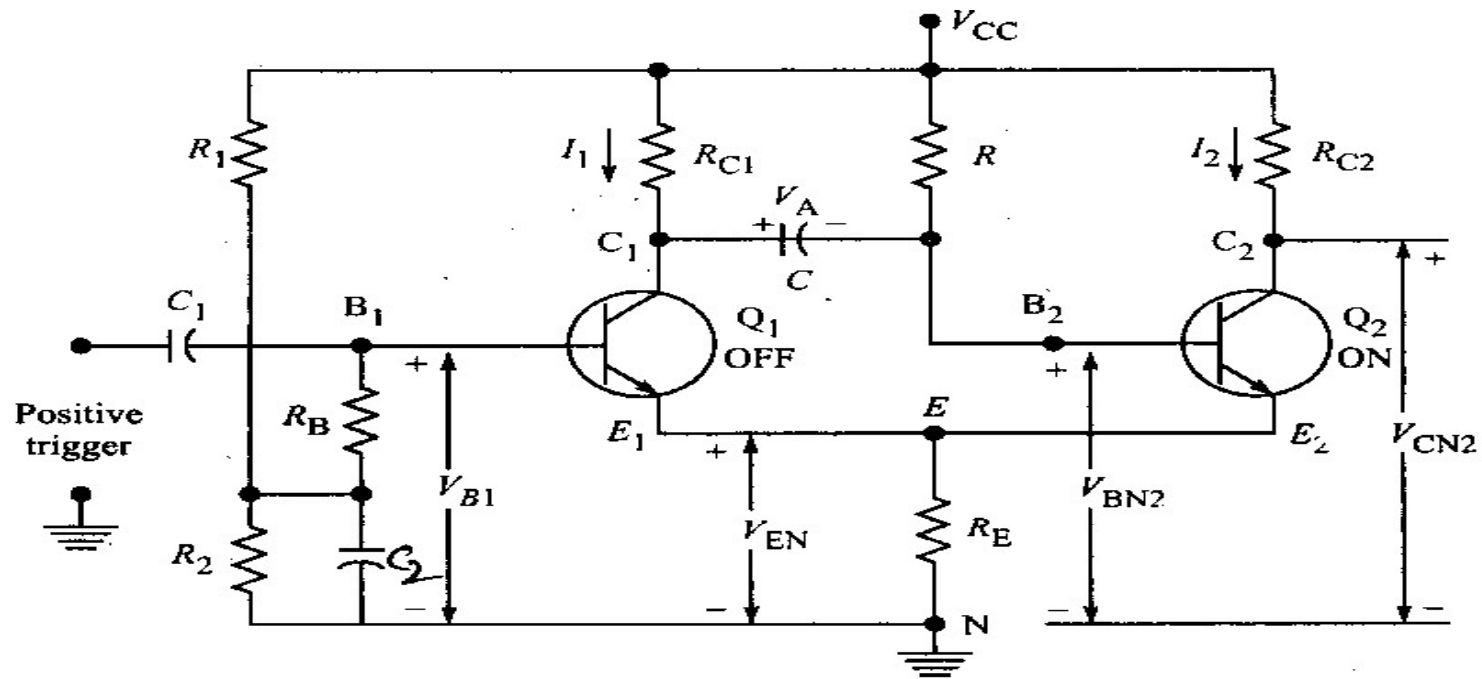 V_CC
R_1
I_1
R_C1
R
I_2
R_C2
V_A
+ −
C_1
C
C_2
+
C_1
B_1
Q_1
OFF
B_2
Q_2
ON
+
+
Positive
trigger
R_B
E_1
+
E
E_2
V_B1
V_CN2
V_BN2
V_EN
R_E
R_2
C_2
−
−
N
−
−